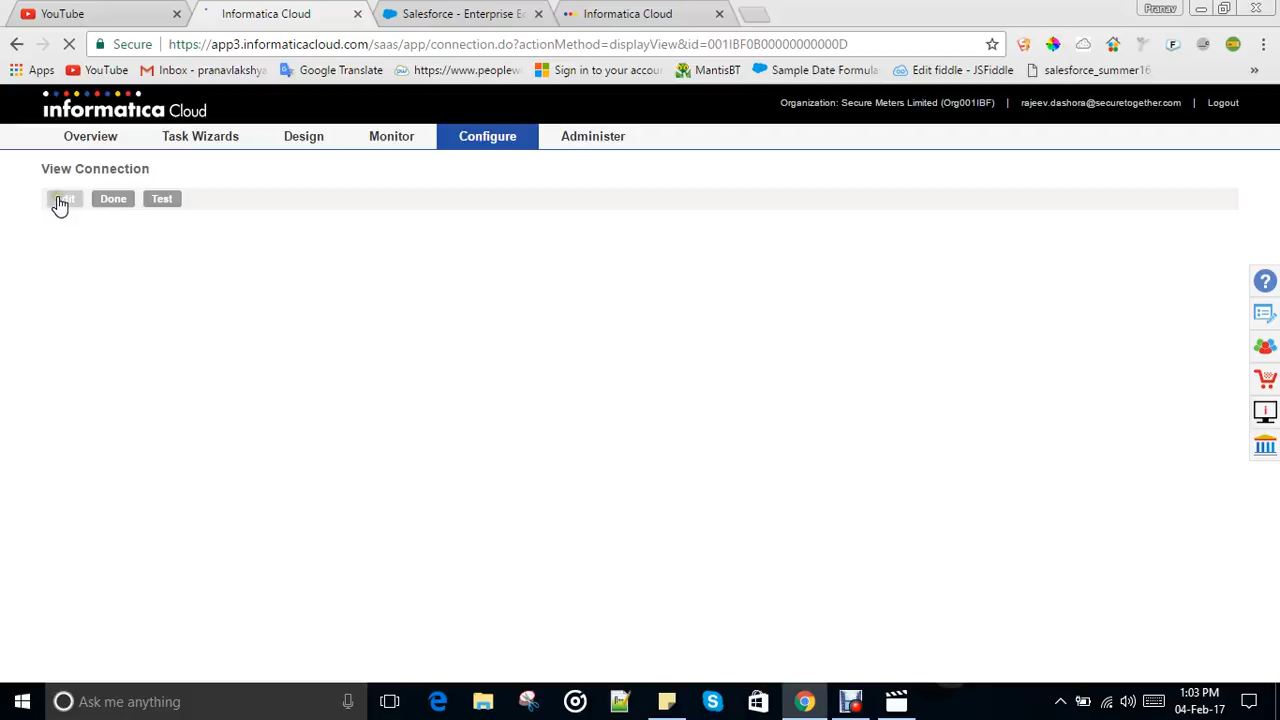 YouTube
Informatica Cloud
Salesforce - Enterprise E
Informatica Cloud
Pranav
Secure
https://app3.informaticacloud.com/saas/app/connection.do?actionMethod=displayView&id=001IBF0B00000000000D
Apps
YouTube
Inbox - pranavlakhya
Google Translate
https://www.peoplew
Sign in to your accou
MantisBT
Sample Date Formula
Edit fiddle - JSFiddle
salesforce_summer16
»
informatica Cloud
Organization: Secure Meters Limited (Org001IBF) | rajeev.dashora@securetogether.com | Logout
Overview
Task Wizards
Design
Monitor
Configure
Administer
View Connection
Done
Test
?
Ask me anything
1:03 PM
04-Feb-17